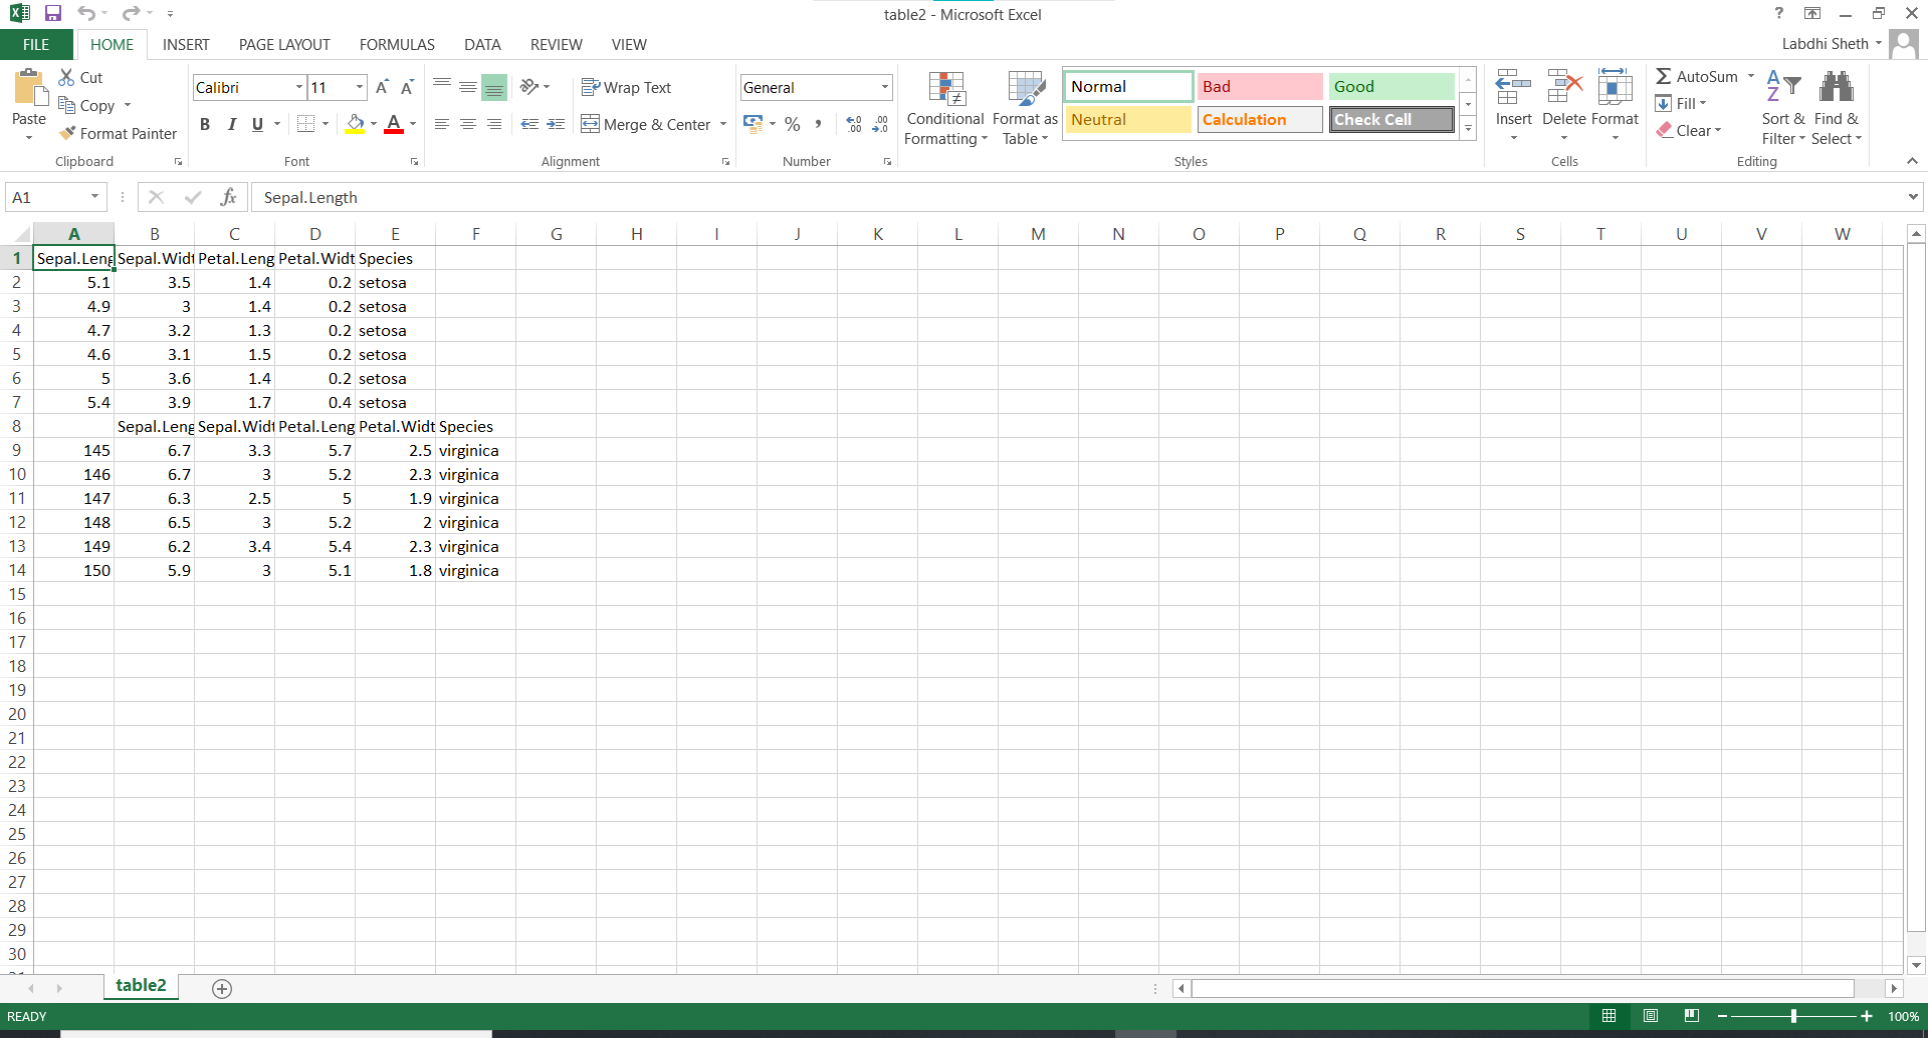 table2 - Microsoft Excel
?
FILE HOME INSERT PAGE LAYOUT FORMULAS DATA REVIEW VIEW Labdhi Sheth
Paste
Cut
Copy
Format Painter
Clipboard
Calibri 11
B I U A
Font
Wrap Text
Merge & Center
Alignment
General
% ,
Number
Conditional Formatting
Format as Table
Normal Bad Good
Neutral Calculation Check Cell
Styles
Insert Delete Format
Cells
AutoSum
Fill
Clear
Sort & Filter
Find & Select
Editing
A1 fx Sepal.Length
A B C D E F G H I J K L M N O P Q R S T U V W
1 Sepal.Leng Sepal.Widt Petal.Leng Petal.Widt Species
2 5.1 3.5 1.4 0.2 setosa
3 4.9 3 1.4 0.2 setosa
4 4.7 3.2 1.3 0.2 setosa
5 4.6 3.1 1.5 0.2 setosa
6 5 3.6 1.4 0.2 setosa
7 5.4 3.9 1.7 0.4 setosa
8 Sepal.Leng Sepal.Widt Petal.Leng Petal.Widt Species
9 145 6.7 3.3 5.7 2.5 virginica
10 146 6.7 3 5.2 2.3 virginica
11 147 6.3 2.5 5 1.9 virginica
12 148 6.5 3 5.2 2 virginica
13 149 6.2 3.4 5.4 2.3 virginica
14 150 5.9 3 5.1 1.8 virginica
15
16
17
18
19
20
21
22
23
24
25
26
27
28
29
30
table2
READY 100%